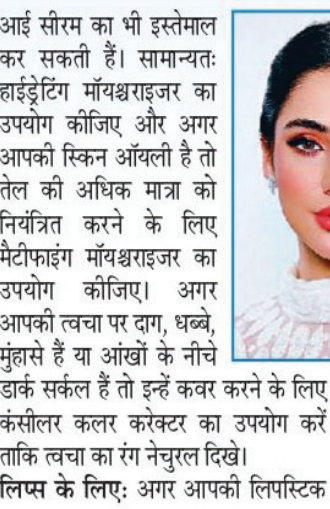 आई सीरम का भी इस्तेमाल
कर सकती हैं। सामान्यतः
हाईड्रेटिंग मॉयश्चराइजर का
उपयोग कीजिए और अगर
आपकी स्किन ऑयली है तो
तेल की अधिक मात्रा को
नियंत्रित करने के लिए
मैटीफाइंग मॉयश्चराइजर का
उपयोग कीजिए। अगर
आपकी त्वचा पर दाग, धब्बे,
मुंहासे हैं या आंखों के नीचे
डार्क सर्कल हैं तो इन्हें कवर करने के लिए
कंसीलर कलर करेक्टर का उपयोग करें
ताकि त्वचा का रंग नेचुरल दिखे।
लिप्स के लिए: अगर आपकी लिपस्टिक